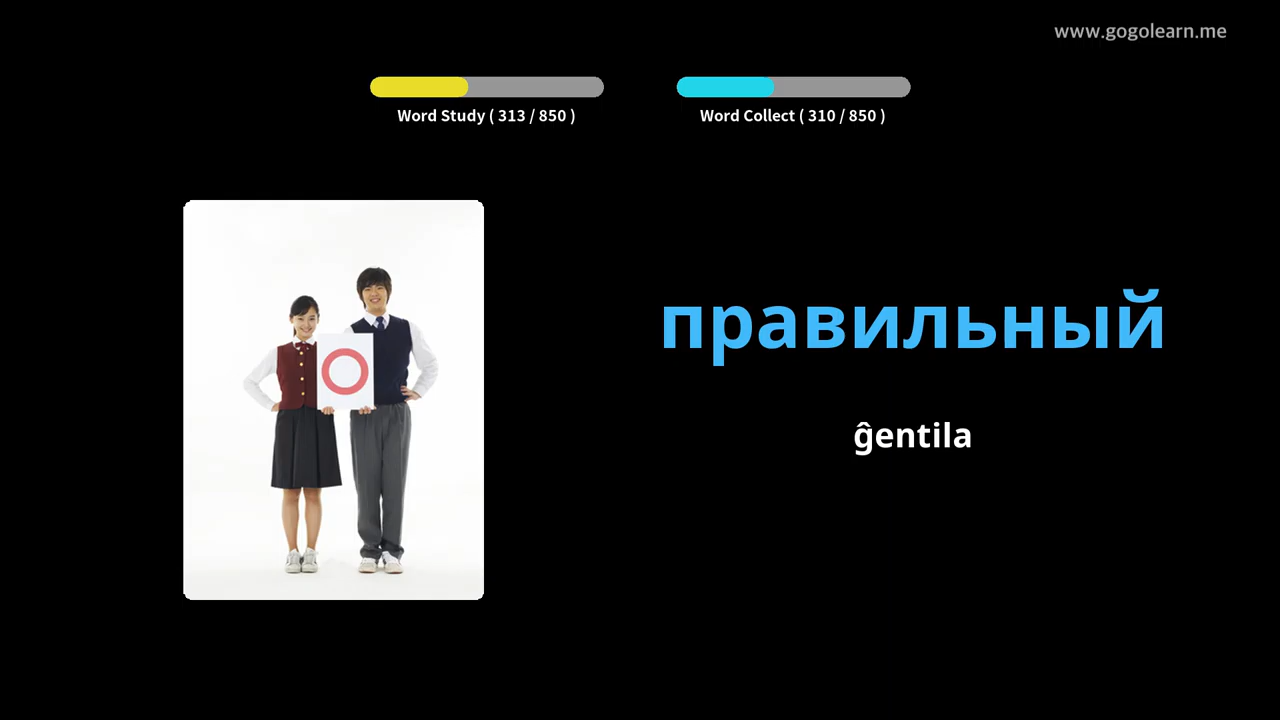 www.gogolearn.me
Word Study ( 313 / 850 )
Word Collect ( 310 / 850 )
правильный
ĝentila